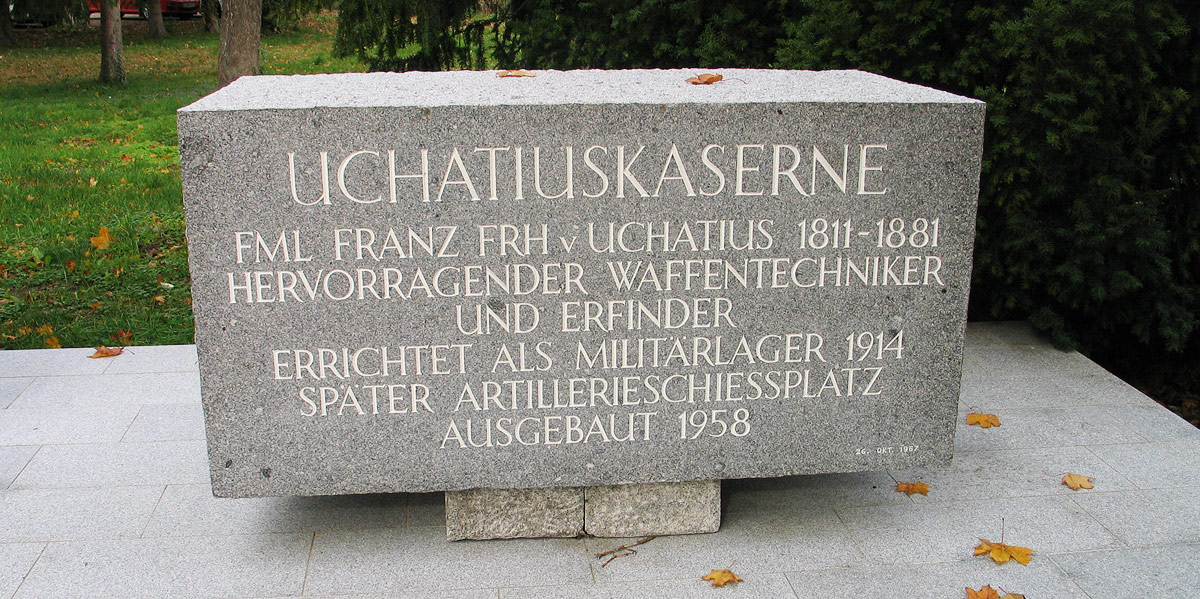 UCHATIUSKASERNE
FML FRANZ FRH v. UCHATIUS 1811-1881
HERVORRAGENDER WAFFENTECHNIKER
UND ERFINDER
ERRICHTET ALS MILITÄRLAGER 1914
SPÄTER ARTILLERIESCHIESSPLATZ
AUSGEBAUT 1958
26. OKT. 1967